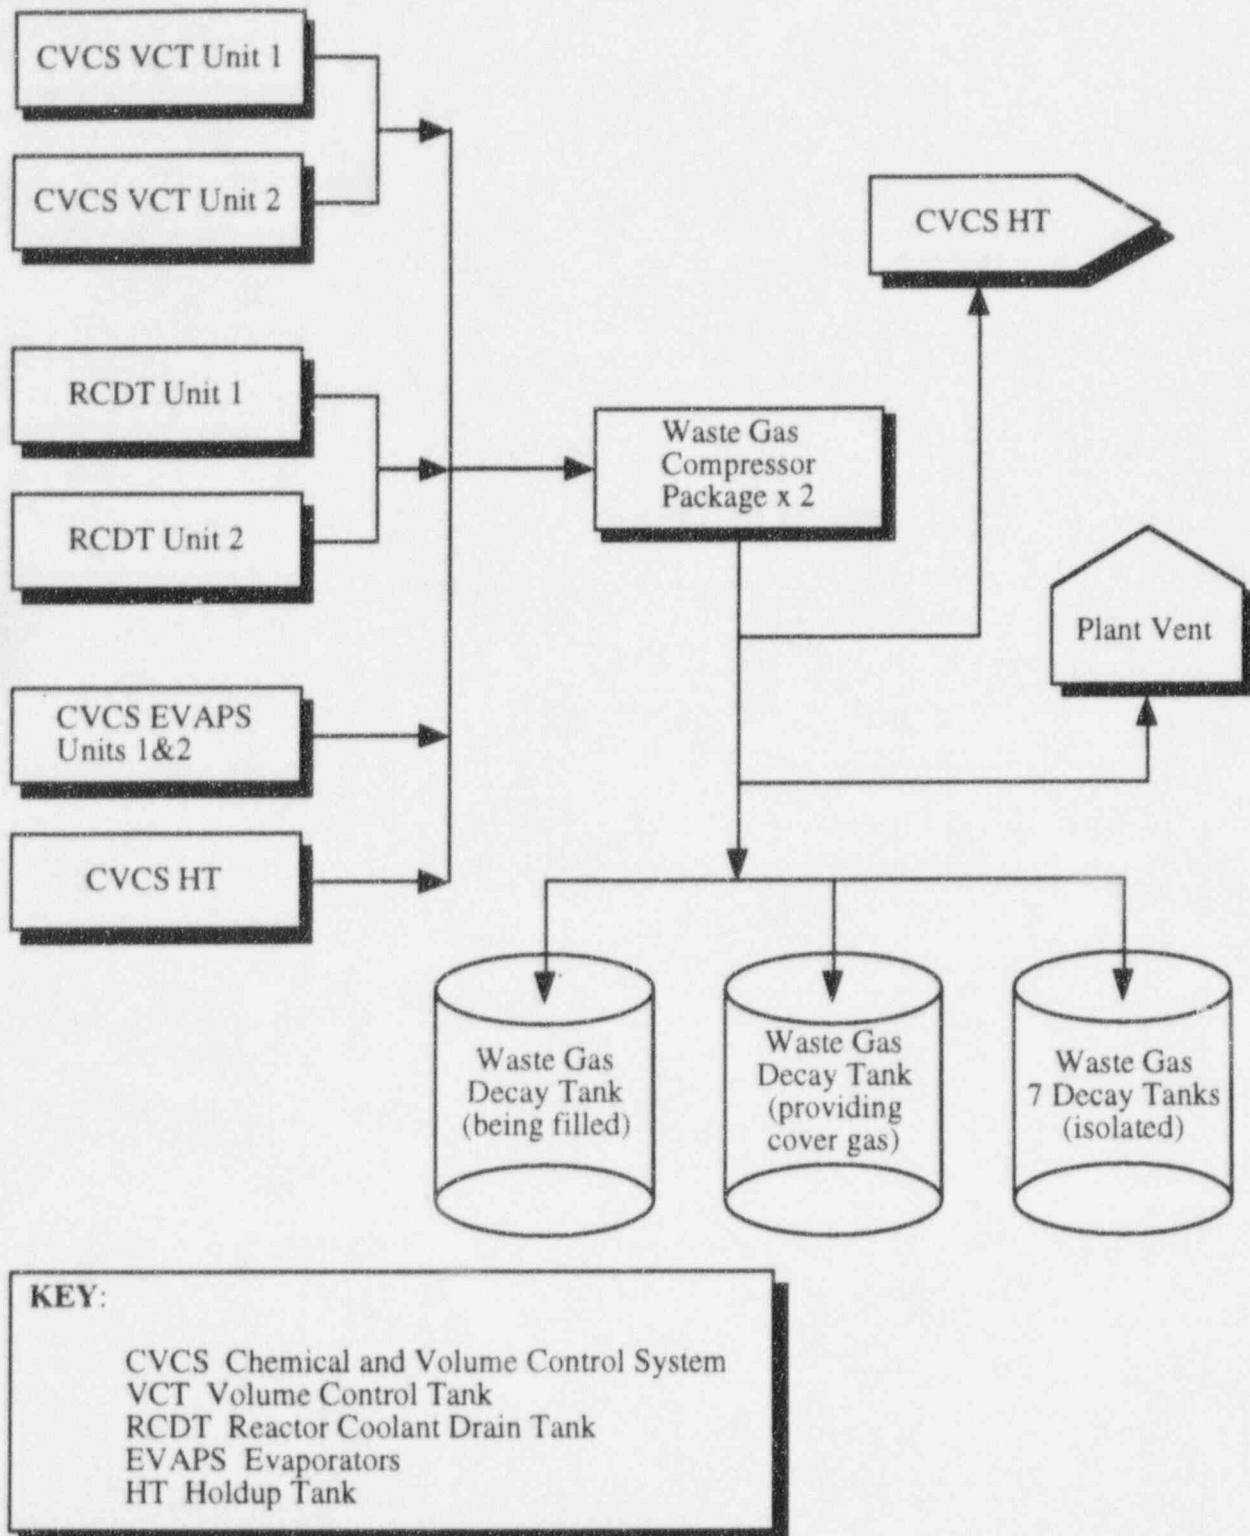 CVCS VCT Unit 1
CVCS VCT Unit 2
CVCS HT
RCDT Unit 1
Waste Gas
Compressor
Package x 2
RCDT Unit 2
Plant Vent
CVCS EVAPS
Units 1&2
CVCS HT
Waste Gas
Decay Tank
(being filled)
Waste Gas
Decay Tank
(providing
cover gas)
Waste Gas
7 Decay Tanks
(isolated)
KEY:
CVCS Chemical and Volume Control System
VCT Volume Control Tank
RCDT Reactor Coolant Drain Tank
EVAPS Evaporators
HT Holdup Tank